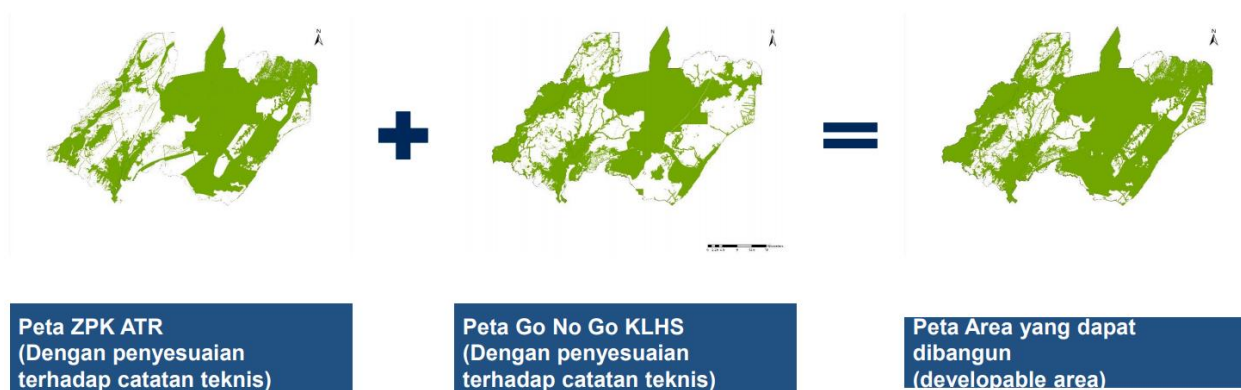 N
N
Peta ZPK ATR
(Dengan penyesuaian
terhadap catatan teknis)
Peta Go No Go KLHS
(Dengan penyesuaian
terhadap catatan teknis)
N
Peta Area yang dapat
dibangun
(developable area)